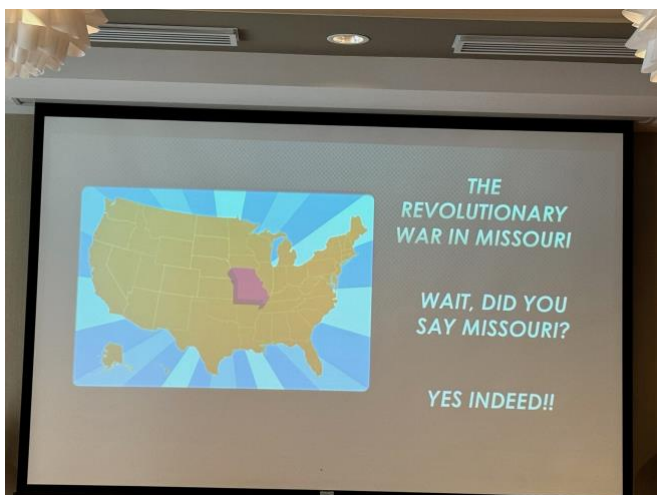 THE
REVOLUTIONARY
WAR IN MISSOURI
WAIT, DID YOU
SAY MISSOURI?
YES INDEED!!